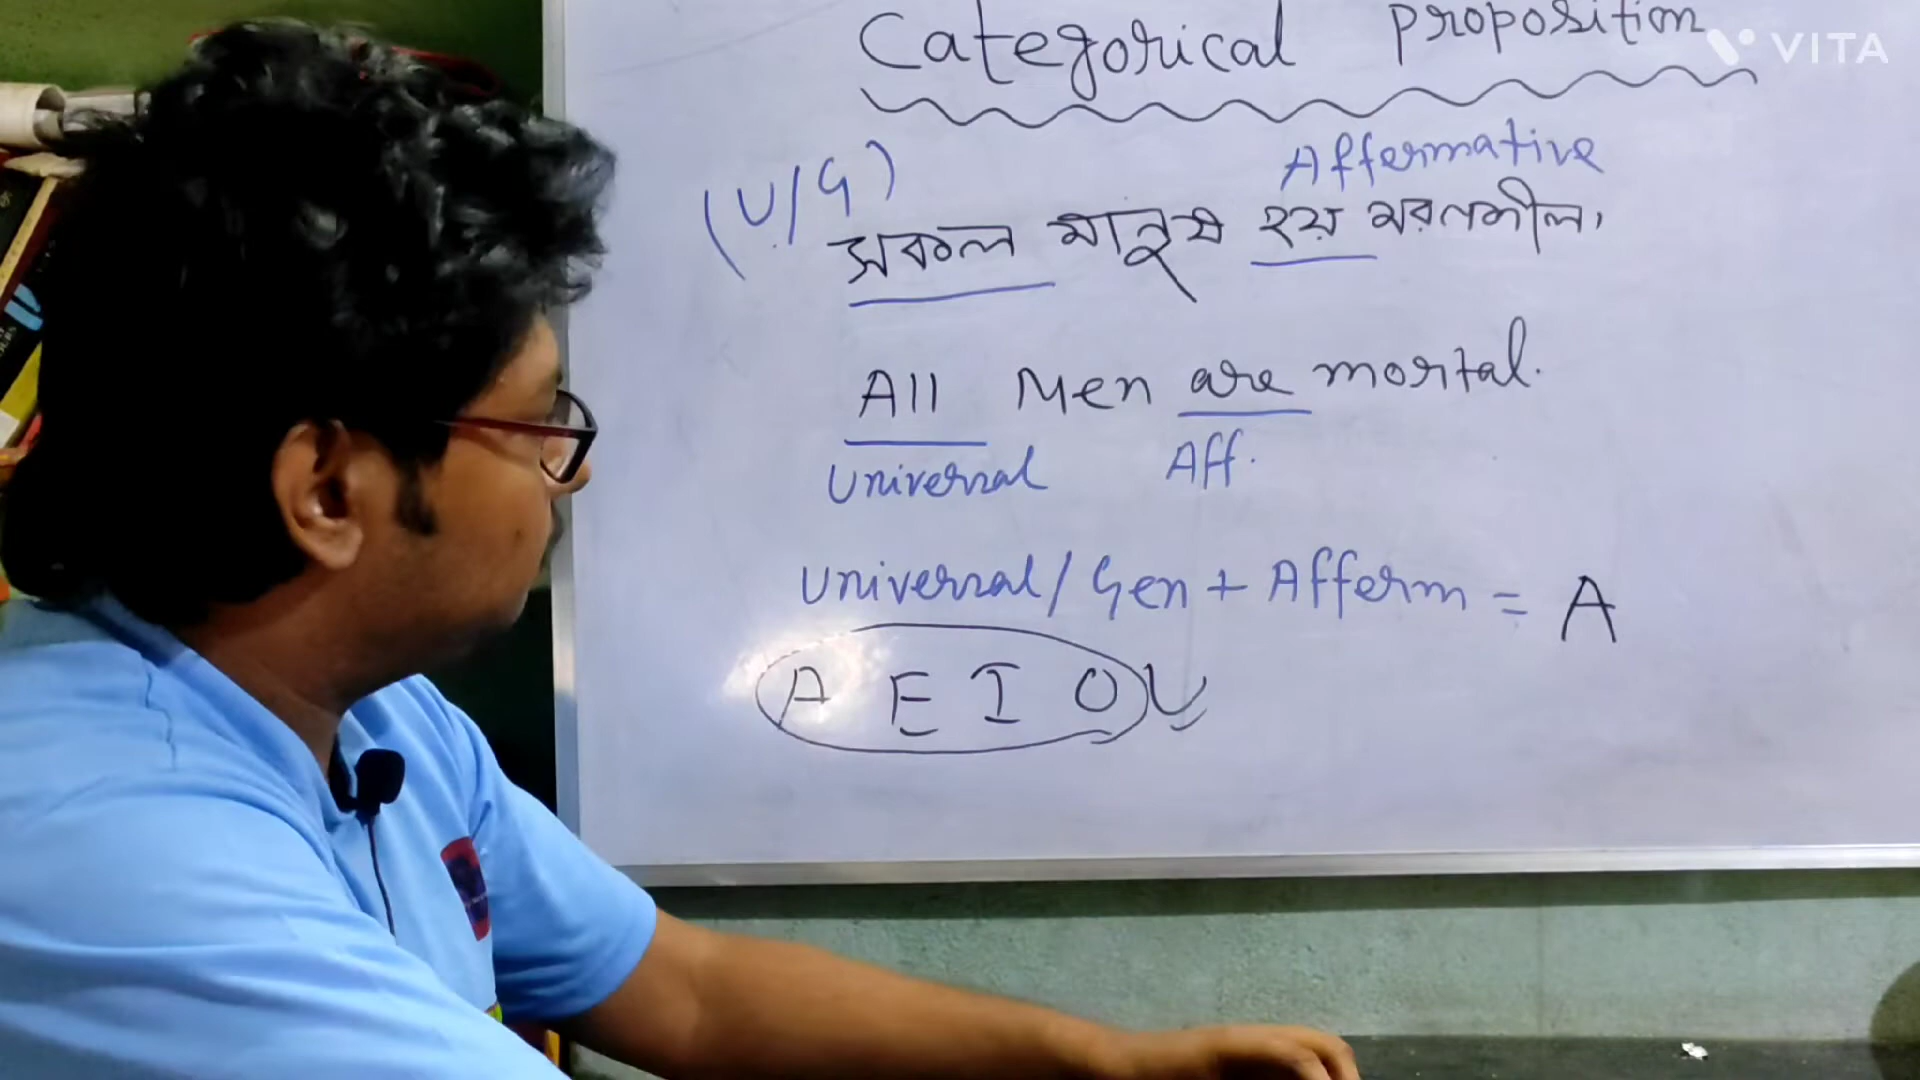 Categorical proposition
VITA
Affermative
(U/G)
সকল মানুষ হয় মরণশীল,
All Men are mortal.
Universal Aff.
Universal/Gen + Afferm = A
A E I O U